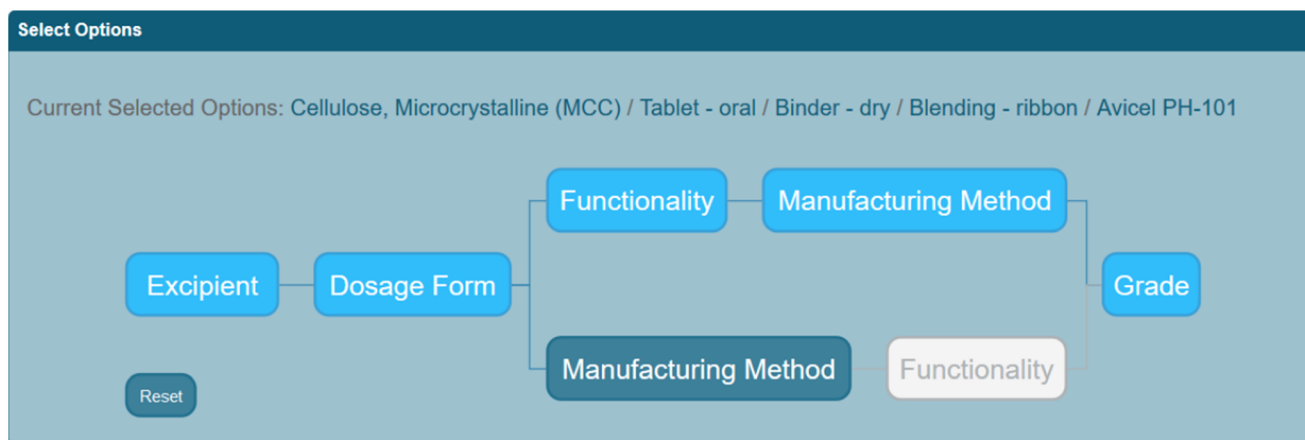 Select Options
Current Selected Options: Cellulose, Microcrystalline (MCC) / Tablet - oral / Binder - dry / Blending - ribbon / Avicel PH-101
Functionality
Manufacturing Method
Excipient
Dosage Form
Grade
Manufacturing Method
Functionality
Reset